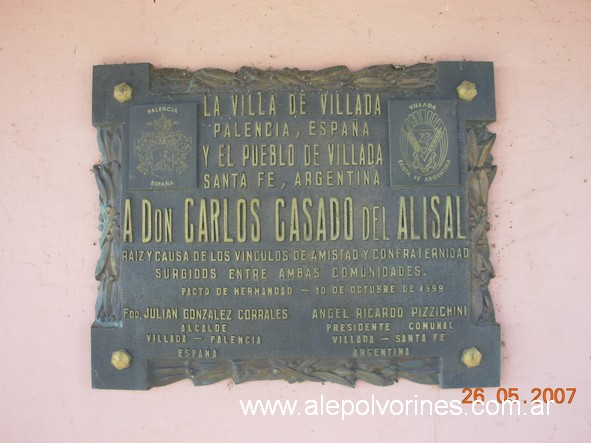 PALENCIA
ESPAÑA
LA VILLA DE VILLADA
PALENCIA, ESPAÑA
Y EL PUEBLO DE VILLADA
SANTA FE, ARGENTINA
VILLADA
SANTA FE
ARGENTINA
A DON CARLOS CASADO DEL ALISAL
RAIZ Y CAUSA DE LOS VINCULOS DE AMISTAD Y CONFRATERNIDAD
SURGIDOS ENTRE AMBAS COMUNIDADES.
PACTO DE HERMANDAD - 10 DE OCTUBRE DE 1999
FDO, JULIAN GONZALEZ CORRALES
ALCALDE
VILLADA - PALENCIA
ESPAÑA
ANGEL RICARDO PIZZICHINI
PRESIDENTE COMUNAL
VILLADA - SANTA FE
ARGENTINA
26.05.2007
www.alepolvorines.com.ar